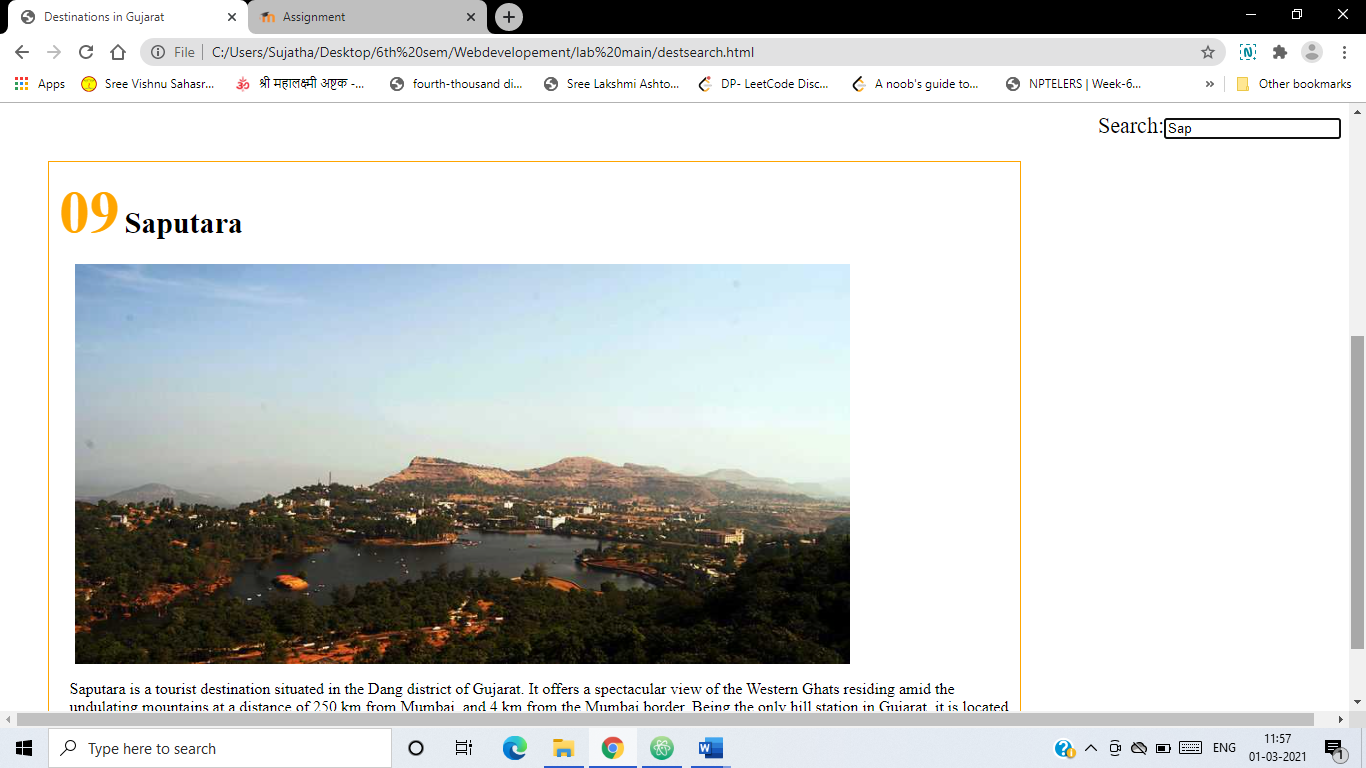 Destinations in Gujarat
Assignment
File
C:/Users/Sujatha/Desktop/6th%20sem/Webdevelopement/lab%20main/destsearch.html
Apps
Sree Vishnu Sahasr...
श्री महालक्ष्मी अष्टक -...
fourth-thousand di...
Sree Lakshmi Ashto...
DP- LeetCode Disc...
A noob's guide to...
NPTELERS | Week-6...
»
Other bookmarks
Search:Sap
09 Saputara
Saputara is a tourist destination situated in the Dang district of Gujarat. It offers a spectacular view of the Western Ghats residing amid the
undulating mountains at a distance of 250 km from Mumbai, and 4 km from the Mumbai border. Being the only hill station in Gujarat, it is located
Type here to search
ENG
11:57
01-03-2021
1